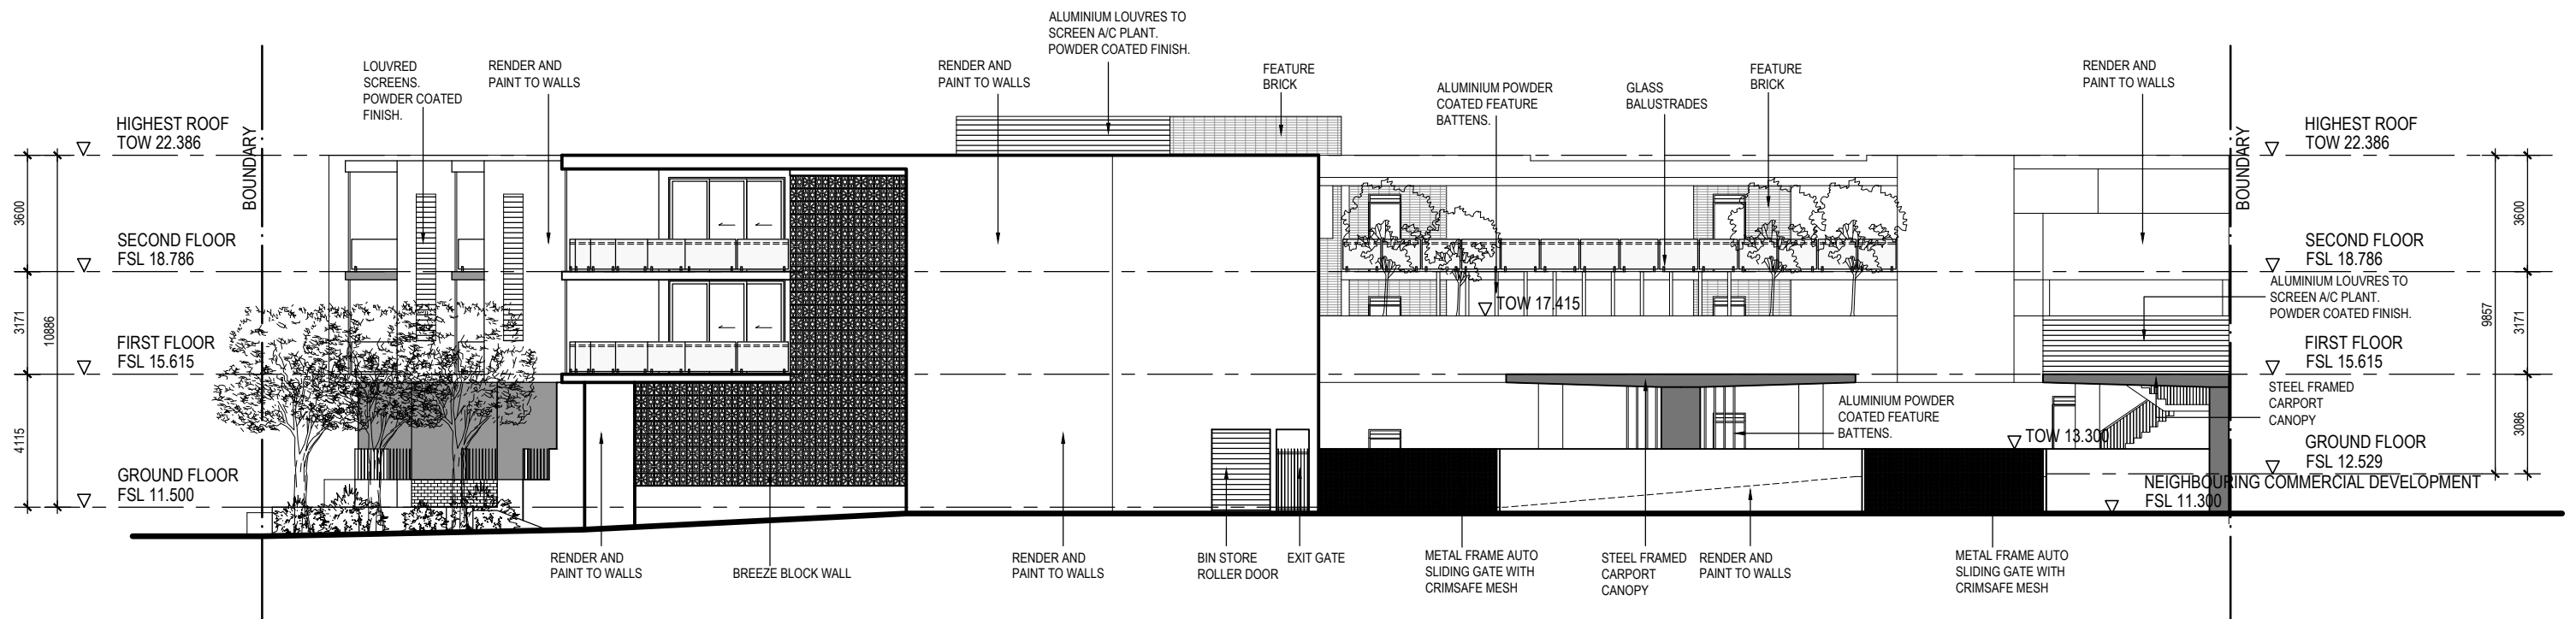 ALUMINIUM LOUVRES TO
SCREEN A/C PLANT.
POWDER COATED FINISH.
LOUVRED
SCREENS.
POWDER COATED
FINISH.
RENDER AND
PAINT TO WALLS
RENDER AND
PAINT TO WALLS
FEATURE
BRICK
ALUMINIUM POWDER
COATED FEATURE
BATTENS.
GLASS
BALUSTRADES
FEATURE
BRICK
RENDER AND
PAINT TO WALLS
HIGHEST ROOF
TOW 22.386
BOUNDARY
SECOND FLOOR
FSL 18.786
FIRST FLOOR
FSL 15.615
GROUND FLOOR
FSL 11.500
3600
3171
4115
10886
TOW 17.415
ALUMINIUM POWDER
COATED FEATURE
BATTENS.
TOW 13.300
BOUNDARY
HIGHEST ROOF
TOW 22.386
SECOND FLOOR
FSL 18.786
ALUMINIUM LOUVRES TO
SCREEN A/C PLANT.
POWDER COATED FINISH.
FIRST FLOOR
FSL 15.615
STEEL FRAMED
CARPORT
CANOPY
GROUND FLOOR
FSL 12.529
NEIGHBOURING COMMERCIAL DEVELOPMENT
FSL 11.300
9857
3600
3171
3086
RENDER AND
PAINT TO WALLS
BREEZE BLOCK WALL
RENDER AND
PAINT TO WALLS
BIN STORE
ROLLER DOOR
EXIT GATE
METAL FRAME AUTO
SLIDING GATE WITH
CRIMSAFE MESH
STEEL FRAMED
CARPORT
CANOPY
RENDER AND
PAINT TO WALLS
METAL FRAME AUTO
SLIDING GATE WITH
CRIMSAFE MESH